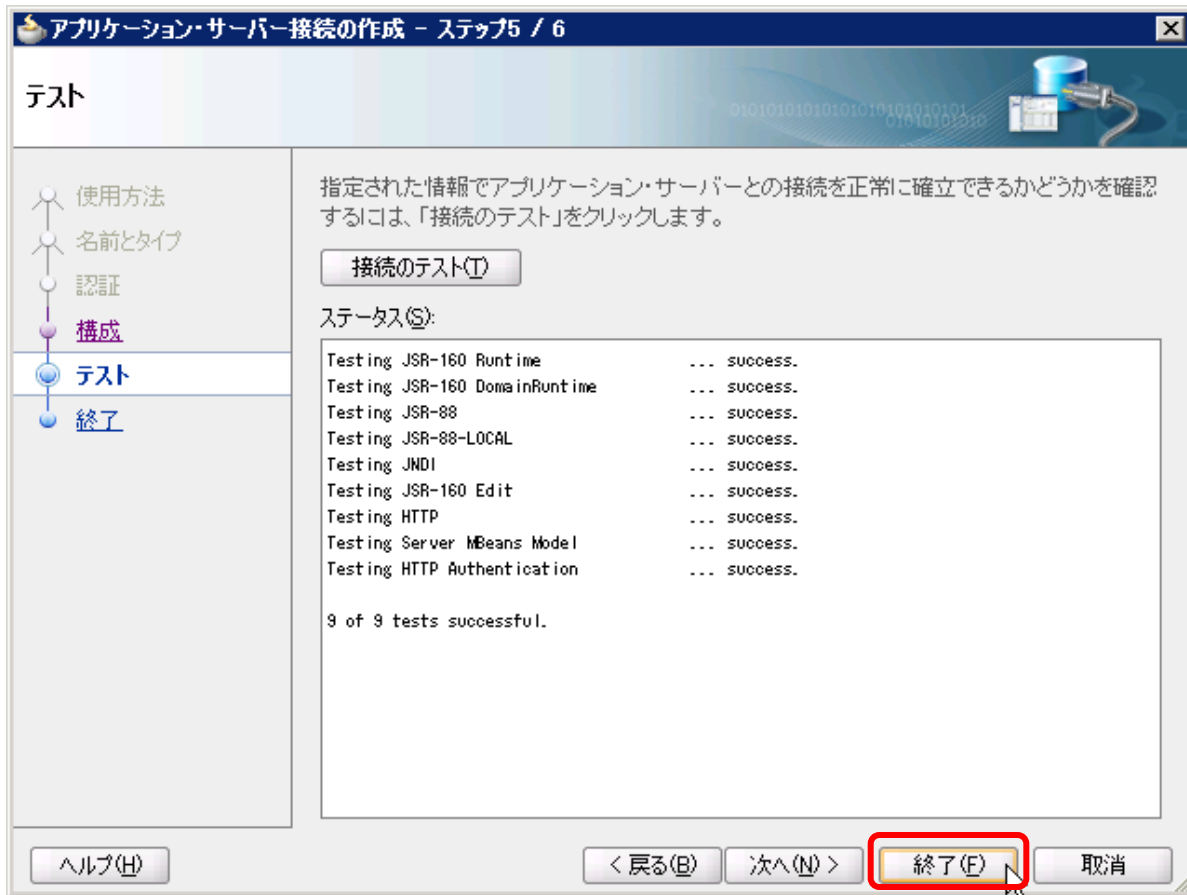 アプリケーション・サーバー接続の作成 - ステップ5 / 6
テスト
使用方法
名前とタイプ
認証
構成
テスト
終了
指定された情報でアプリケーション・サーバーとの接続を正常に確立できるかどうかを確認
するには、「接続のテスト」をクリックします。
接続のテスト(T)
ステータス(S):
Testing JSR-160 Runtime ... success.
Testing JSR-160 DomainRuntime ... success.
Testing JSR-88 ... success.
Testing JSR-88-LOCAL ... success.
Testing JNDI ... success.
Testing JSR-160 Edit ... success.
Testing HTTP ... success.
Testing Server MBeans Model ... success.
Testing HTTP Authentication ... success.
9 of 9 tests successful.
ヘルプ(H)
< 戻る(B)
次へ(N) >
終了(F)
取消